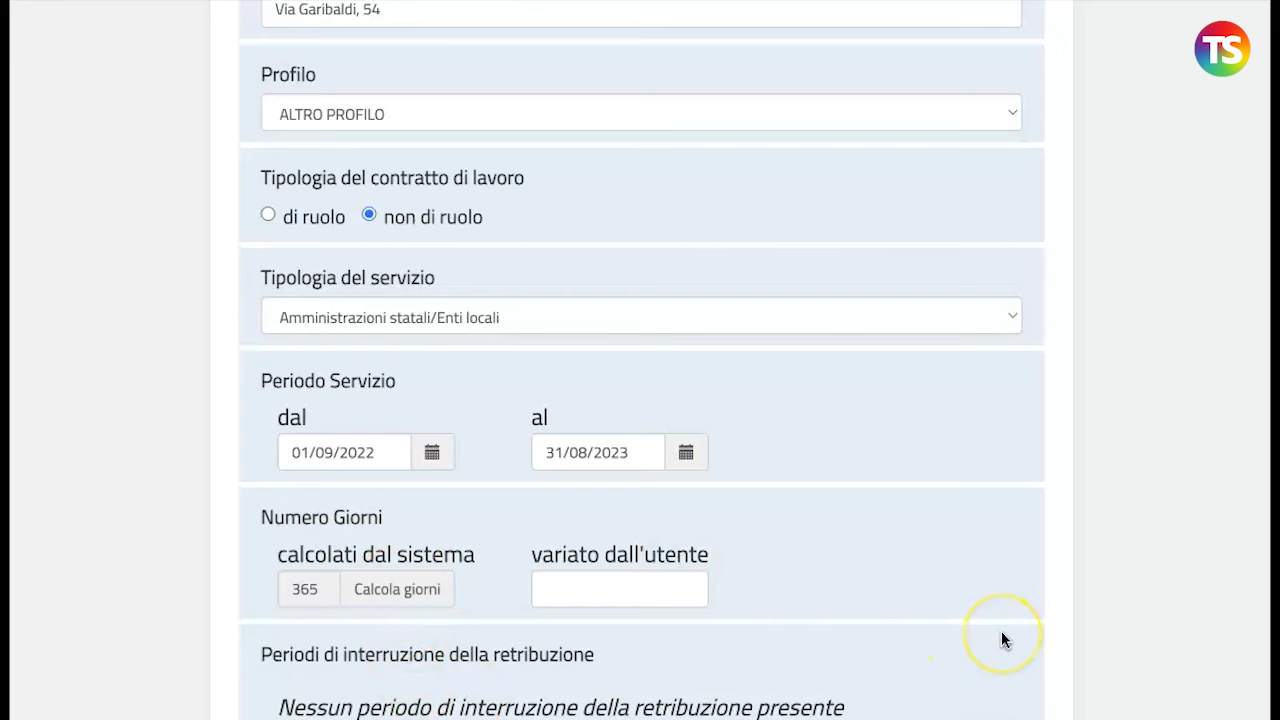 Via Garibaldi, 54
TS
Profilo
ALTRO PROFILO
Tipologia del contratto di lavoro
di ruolo non di ruolo
Tipologia del servizio
Amministrazioni statali/Enti locali
Periodo Servizio
dal al
01/09/2022 31/08/2023
Numero Giorni
calcolati dal sistema variato dall'utente
365 Calcola giorni
Periodi di interruzione della retribuzione
Nessun periodo di interruzione della retribuzione presente